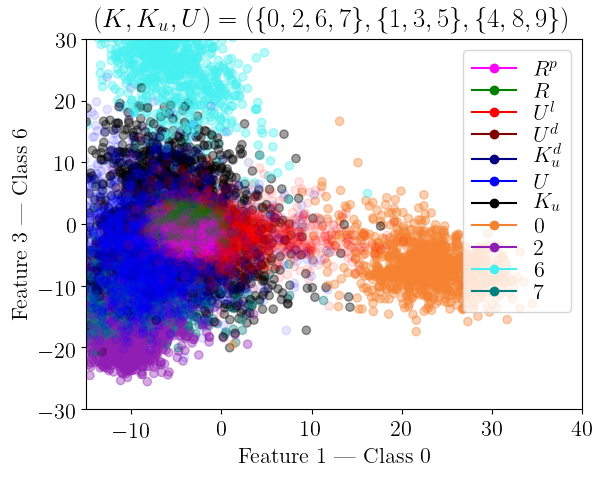 (K, K_u, U) = ({0, 2, 6, 7}, {1, 3, 5}, {4, 8, 9})
30
20
10
0
−10
−20
−30
Feature 3 — Class 6
R^p
R
U^l
U^d
K_u^d
U
K_u
0
2
6
7
−10
0
10
20
30
40
Feature 1 — Class 0